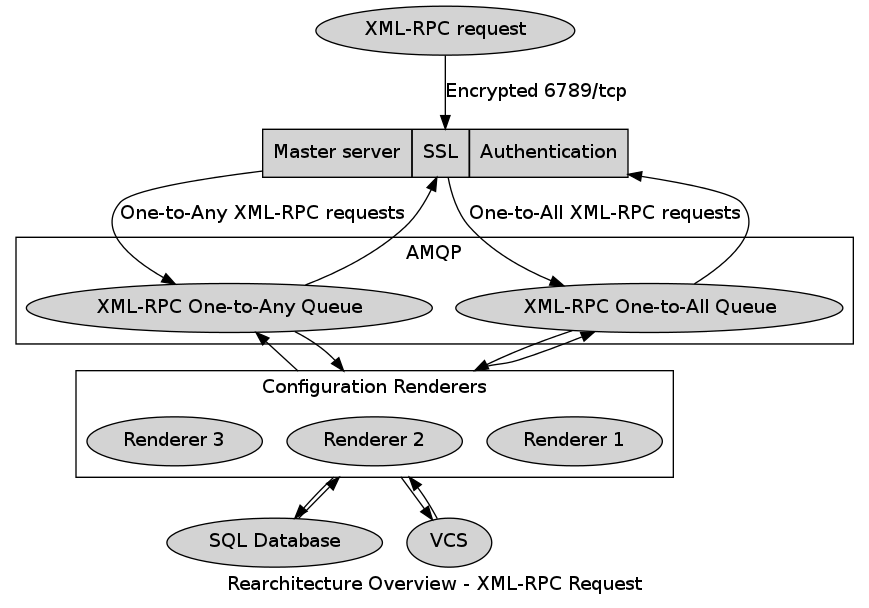 XML-RPC request
Encrypted 6789/tcp
Master server
SSL
Authentication
One-to-Any XML-RPC requests
One-to-All XML-RPC requests
AMQP
XML-RPC One-to-Any Queue
XML-RPC One-to-All Queue
Configuration Renderers
Renderer 3
Renderer 2
Renderer 1
SQL Database
VCS
Rearchitecture Overview - XML-RPC Request